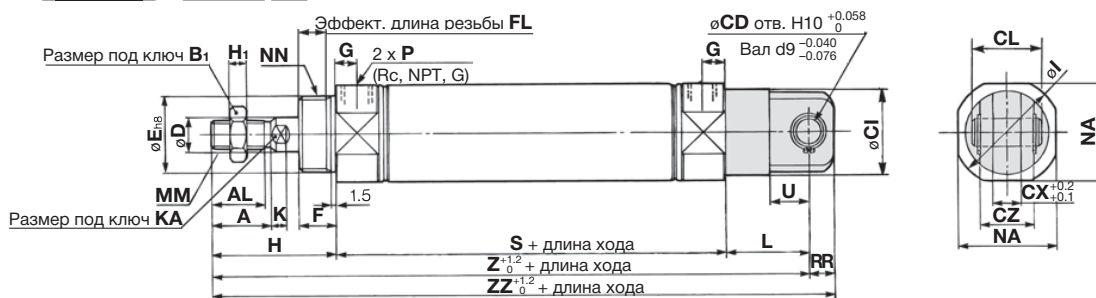 Эффект. длина резьбы FL
øCD отв. H10 +0.058 0
Вал d9 −0.040 −0.076
Размер под ключ B1
H1
NN
G
2 x P
(Rc, NPT, G)
G
CL
øI
øEh8
øD
øCI
NA
MM
AL
Размер под ключ KA
A
K
F
1.5
U
CX+0.2 +0.1
CZ
NA
H
S + длина хода
L
RR
Z+1.2 0 + длина хода
ZZ+1.2 0 + длина хода